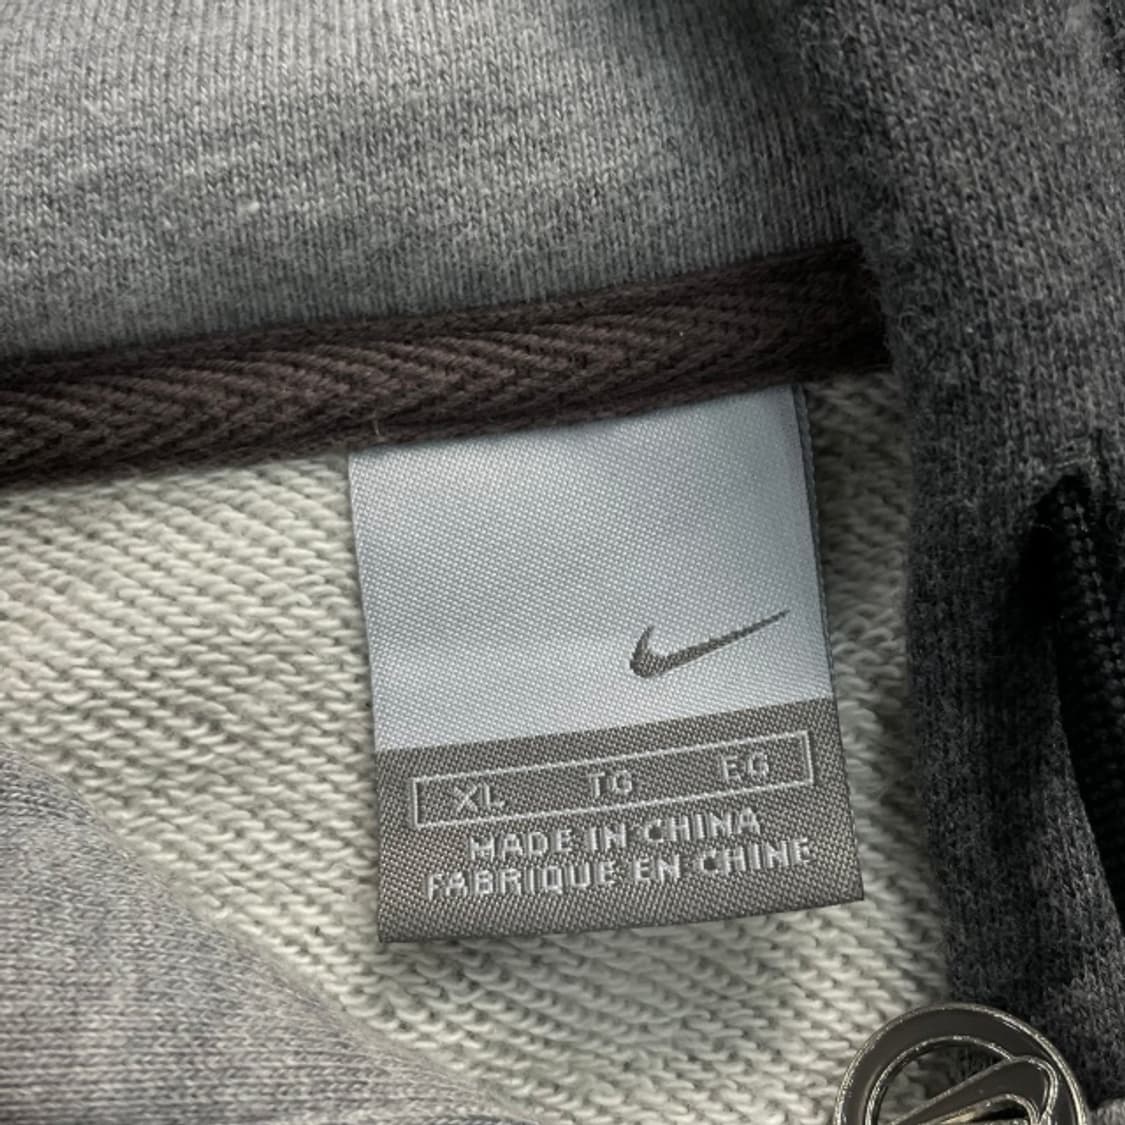 XL TG EG
MADE IN CHINA
FABRIQUE EN CHINE